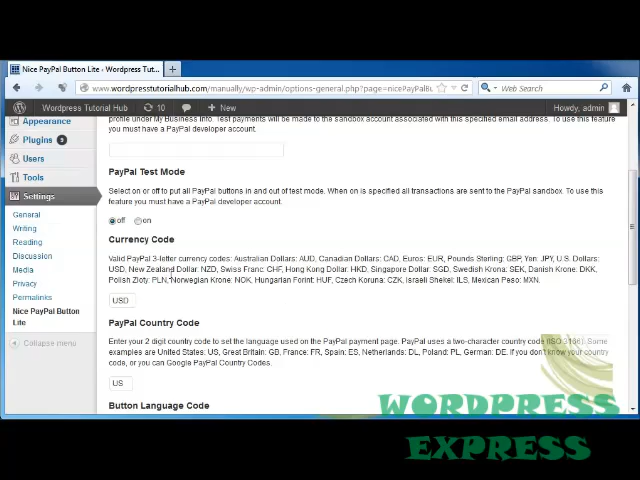 Nice PayPal Button Lite ‹ Wordpress Tut...
www.wordpresstutorialhub.com/manually/wp-admin/options-general.php?page=nicePayPalBu
Web Search
Wordpress Tutorial Hub
10
+ New
Howdy, admin
Appearance
Plugins 9
Users
Tools
Settings
General
Writing
Reading
Discussion
Media
Privacy
Permalinks
Nice PayPal Button
Lite
Collapse menu
profile under My Business Info. Test payments will be made to the sandbox account associated with this specified email address. To use this feature
you must have a PayPal developer account.
PayPal Test Mode
Select on or off to put all PayPal buttons in and out of test mode. When on is specified all transactions are sent to the PayPal sandbox. To use this
feature you must have a PayPal developer account.
off on
Currency Code
Valid PayPal 3-letter currency codes: Australian Dollars: AUD, Canadian Dollars: CAD, Euros: EUR, Pounds Sterling: GBP, Yen: JPY, U.S. Dollars:
USD, New Zealand Dollar: NZD, Swiss Franc: CHF, Hong Kong Dollar: HKD, Singapore Dollar: SGD, Swedish Krona: SEK, Danish Krone: DKK,
Polish Zloty: PLN, Norwegian Krone: NOK, Hungarian Forint: HUF, Czech Koruna: CZK, Israeli Shekel: ILS, Mexican Peso: MXN.
USD
PayPal Country Code
Enter your 2 digit country code to set the language used on the PayPal payment page. PayPal uses a two-character country code (ISO 3166). Some
examples are United States: US, Great Britain: GB, France: FR, Spain: ES, Netherlands: DL, Poland: PL, German: DE. If you don't know your country
code, or you can Google PayPal Country Codes.
US
Button Language Code
WORDPRESS
EXPRESS